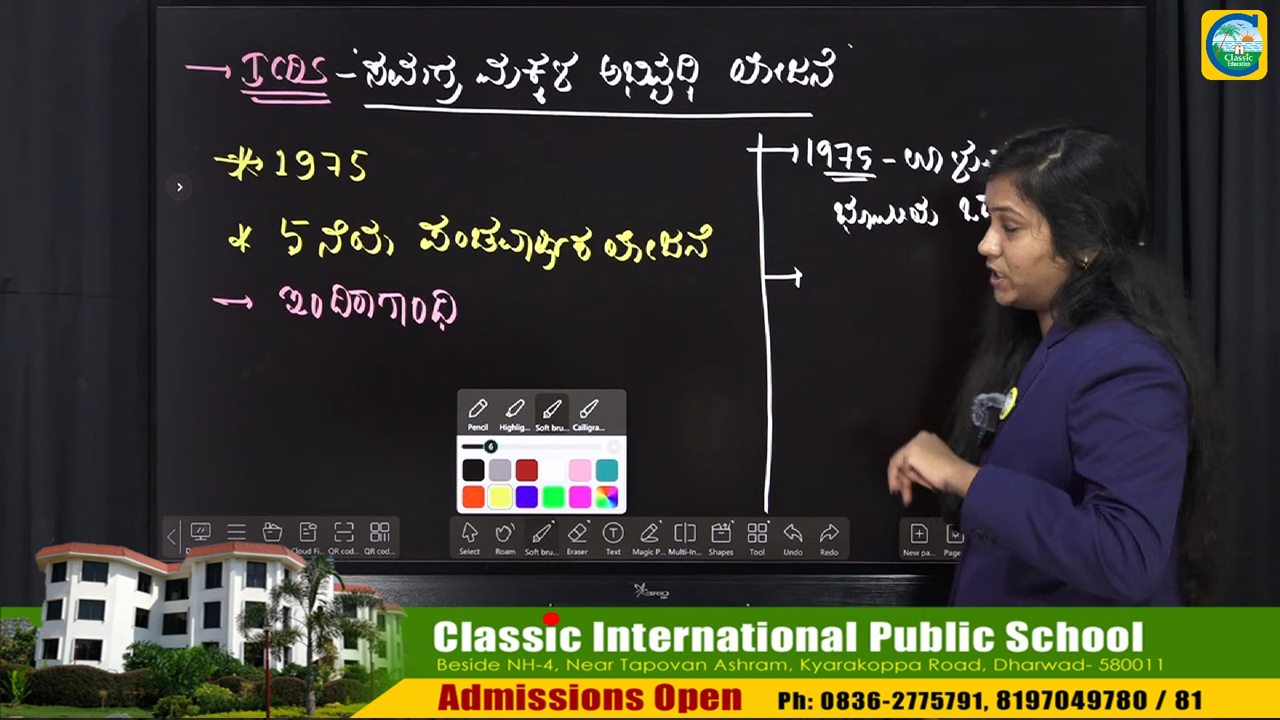 → ICDS - 'ಸಮಗ್ರ ಮಕ್ಕಳ ಅಭಿವೃದ್ಧಿ ಯೋಜನೆ'
* 1975
* 5 ನೆಯ ಪಂಚವಾರ್ಷಿಕ ಯೋಜನೆ
→ ಇಂದಿರಾಗಾಂಧಿ
→ 1975 -
Classic
Education
Pencil
Highlig...
Soft bru...
Calligra...
6
Cloud Fi...
QR cod...
QR cod...
Select
Roam
Soft bru...
Eraser
Text
Magic P...
Multi-In...
Shapes
Tool
Undo
Redo
New pa...
Page
Classic International Public School
Beside NH-4, Near Tapovan Ashram, Kyarakoppa Road, Dharwad- 580011
Admissions Open Ph: 0836-2775791, 8197049780 / 81